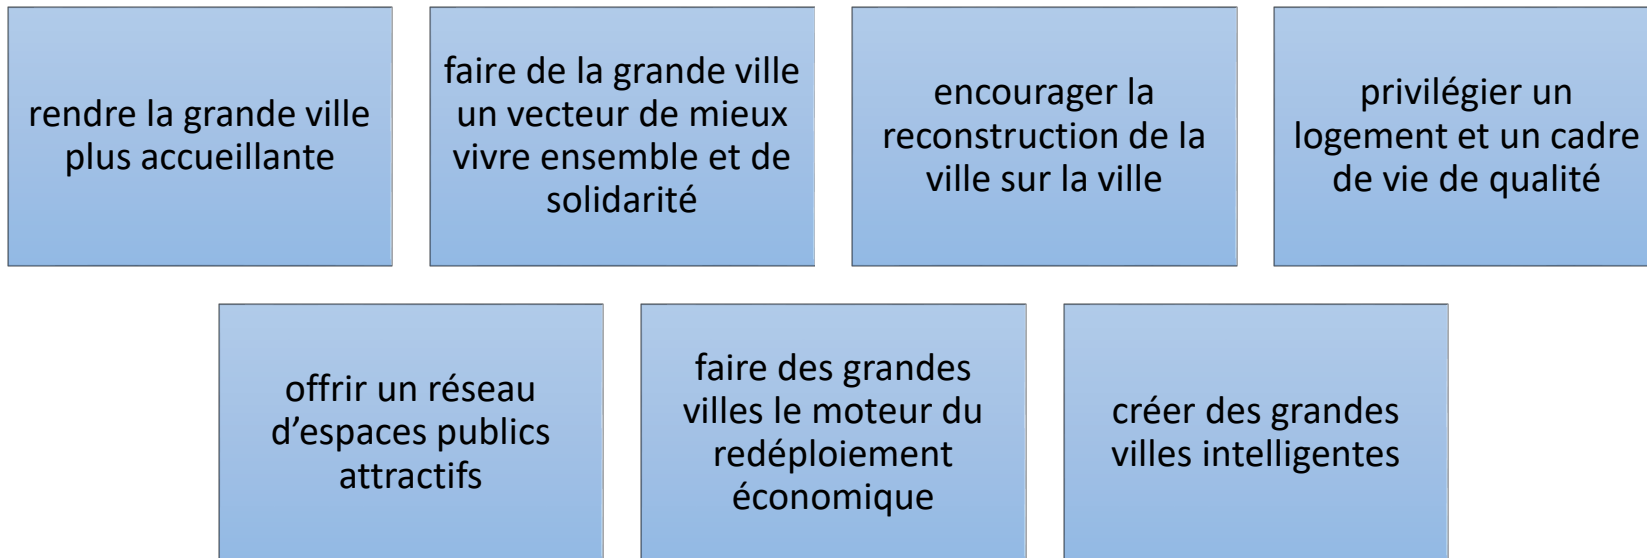 rendre la grande ville
plus accueillante
faire de la grande ville
un vecteur de mieux
vivre ensemble et de
solidarité
encourager la
reconstruction de la
ville sur la ville
privilégier un
logement et un cadre
de vie de qualité
offrir un réseau
d’espaces publics
attractifs
faire des grandes
villes le moteur du
redéploiement
économique
créer des grandes
villes intelligentes